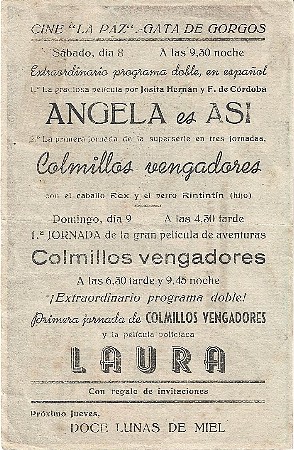 CINE "LA PAZ".-GATA DE GORGOS
Sábado, dia 8 A las 9,30 noche
Extraordinario programa doble, en español
1.ª La graciosa película por Josita Hernán y F. de Córdoba
ANGELA es ASI
2.ª La primera jornada de la superserie en tres jornadas,
Colmillos vengadores
con el caballo Rex y el perro Rintintín (hijo)
Domingo, dia 9 A las 4,30 tarde
1.ª JORNADA de la gran película de aventuras
Colmillos vengadores
A las 6,30 tarde y 9,45 noche
¡Extraordinario programa doble!
Primera jornada de COLMILLOS VENGADORES
y la película policiaca
LAURA
Con regalo de invitaciones
Próximo jueves,
DOCE LUNAS DE MIEL